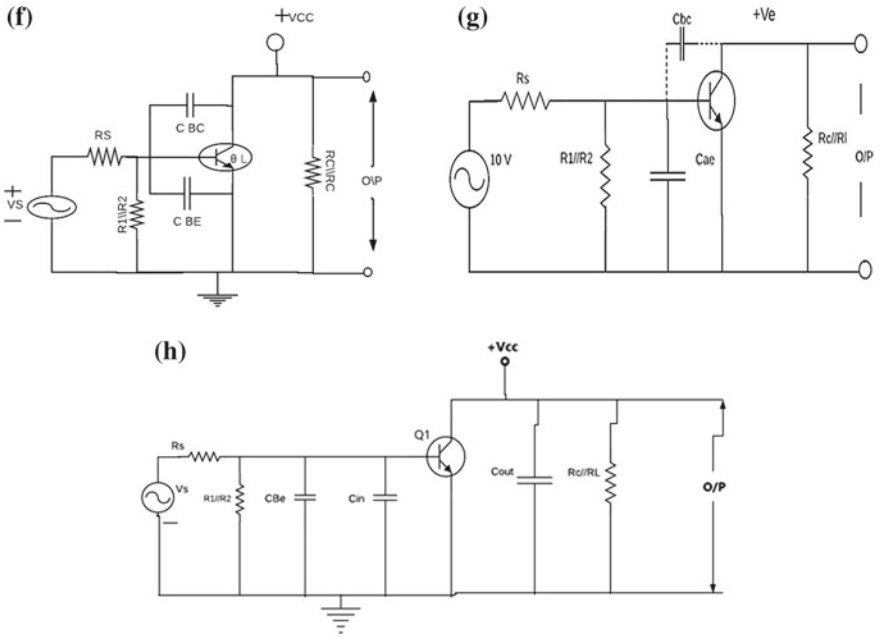 (f)
+VCC
C BC
RS
θ L
+
VS
—
R1\\R2
C BE
RC\\RC
O\P
(g)
Cbc
+Ve
Rs
10 V
R1//R2
Cae
Rc//Rl
O/P
(h)
+Vcc
Q1
Rs
Vs
R1//R2
CBe
Cin
Cout
Rc//RL
O/P